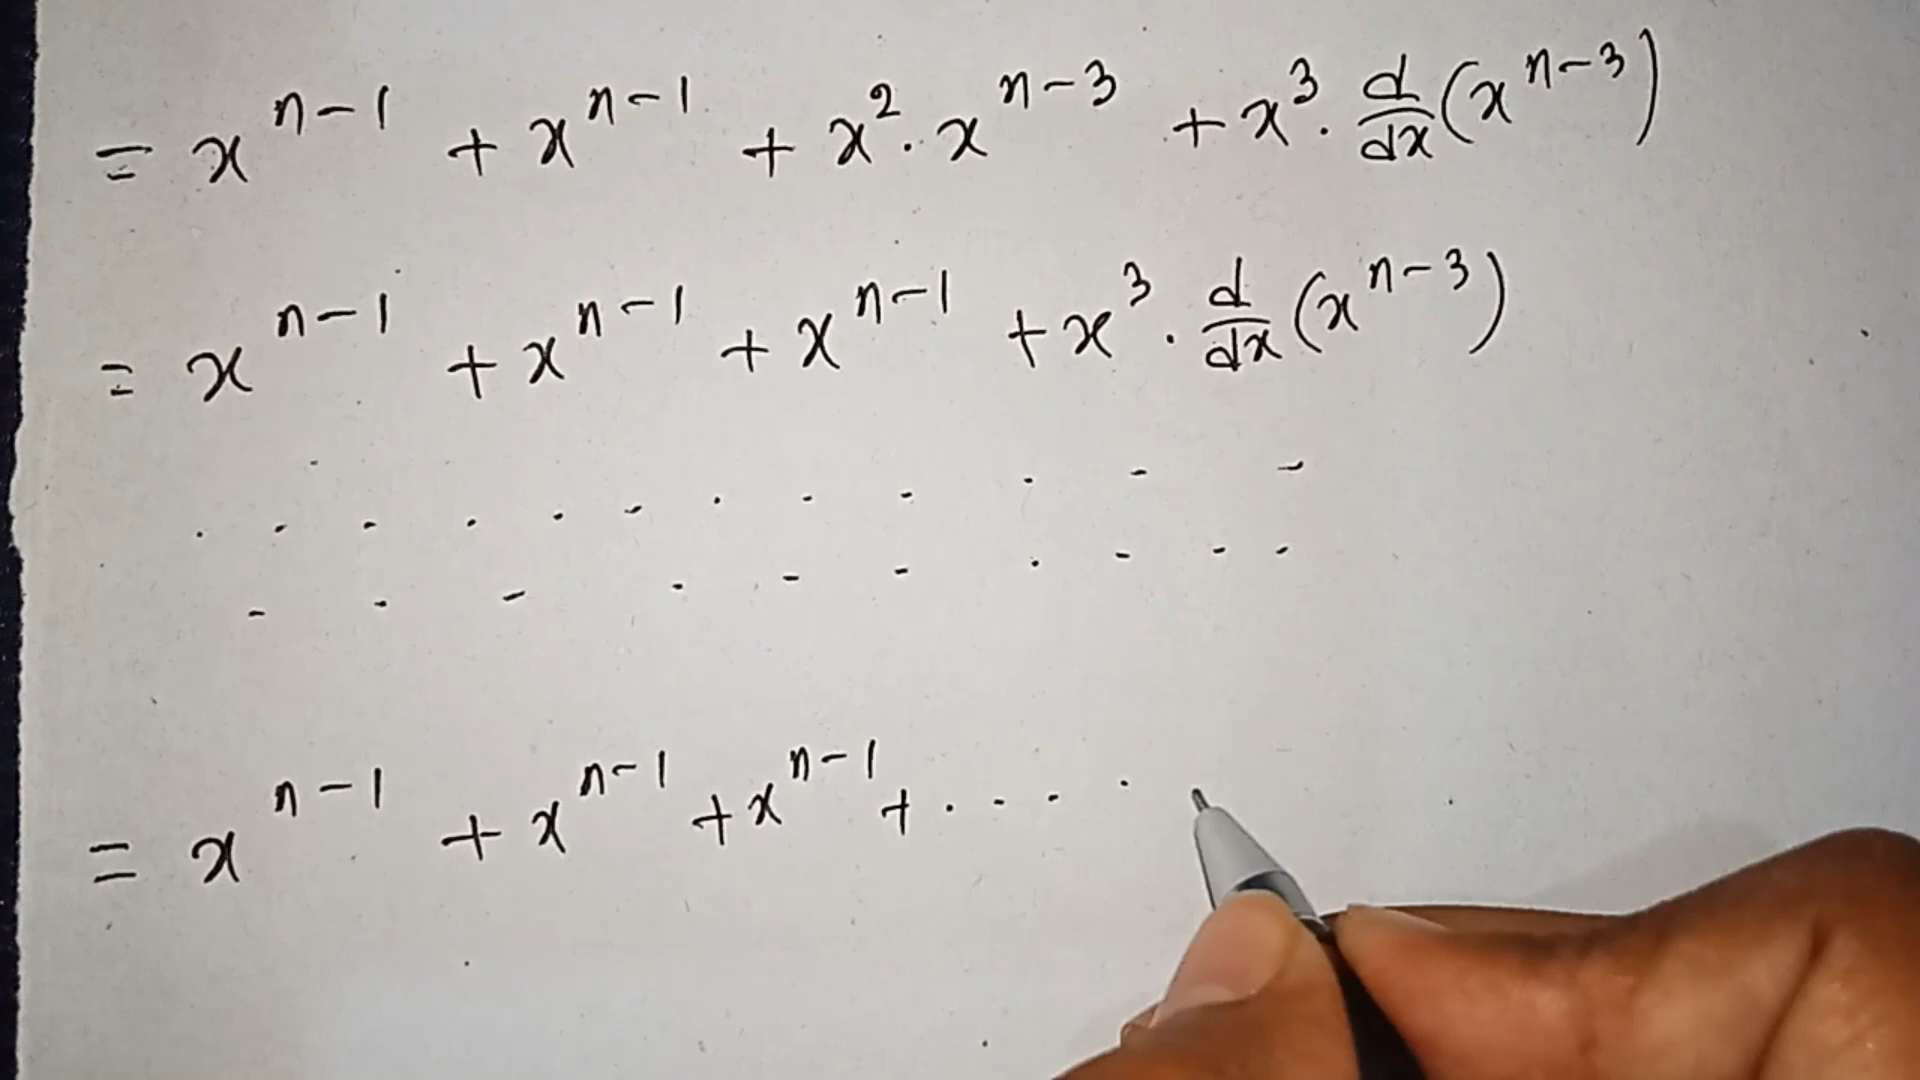 = x^{n-1} + x^{n-1} + x^2 . x^{n-3} + x^3 . d/dx (x^{n-3})
= x^{n-1} + x^{n-1} + x^{n-1} + x^3 . d/dx (x^{n-3})
. . . . . . . . . . . .
. . . . . . . . . .
= x^{n-1} + x^{n-1} + x^{n-1} + . . . .